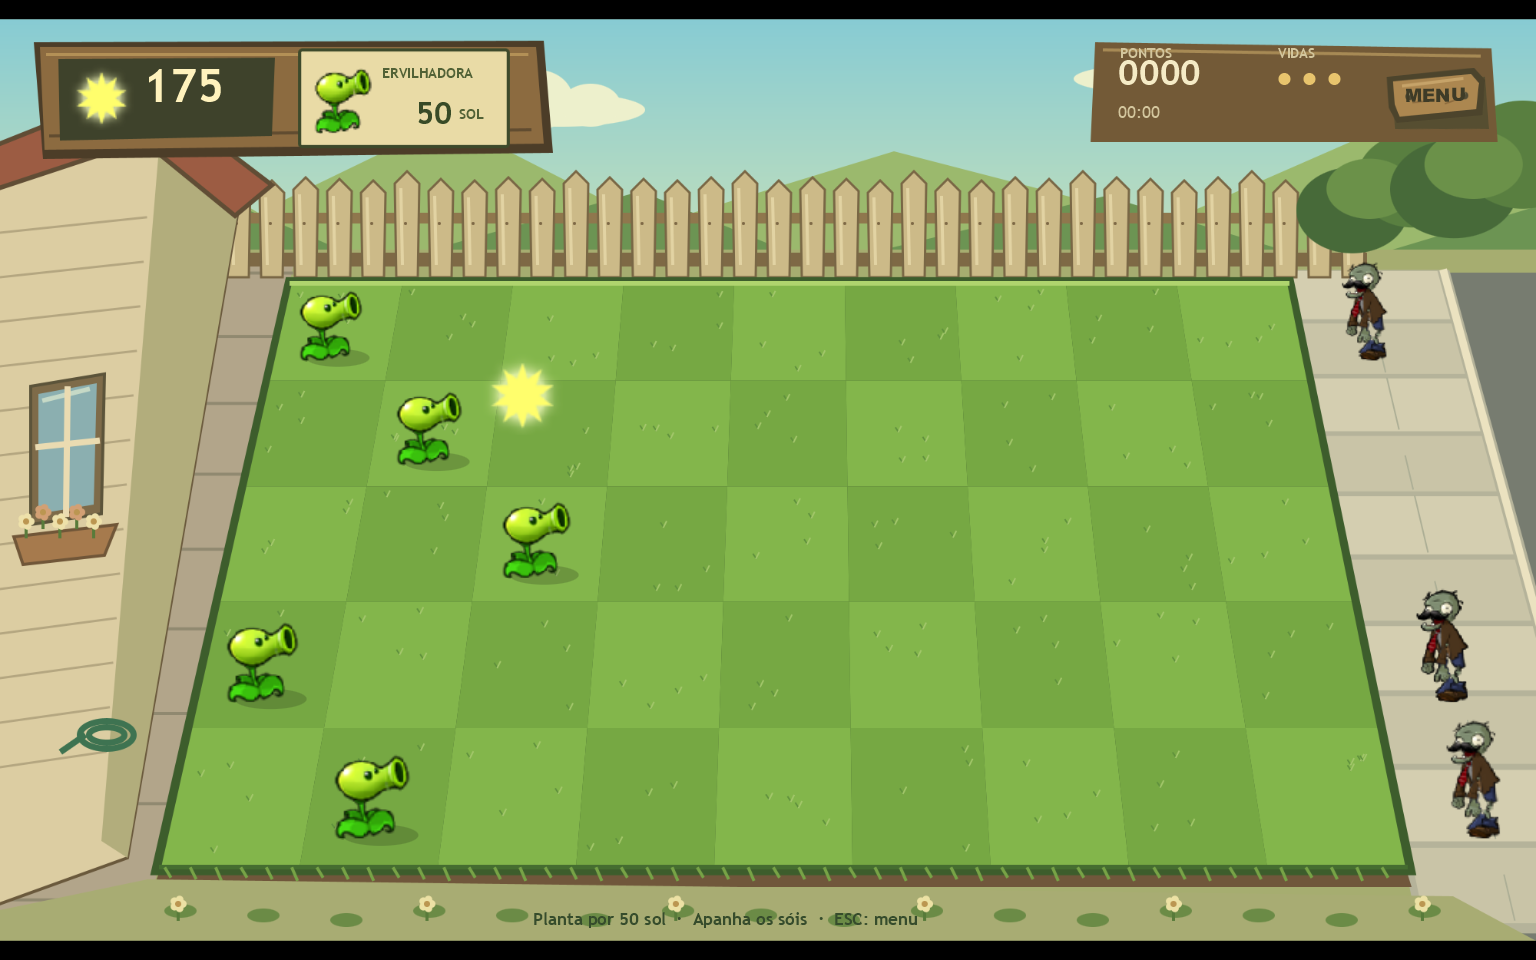 175
ERVILHADORA
50 SOL
PONTOS
0000
00:00
VIDAS
MENU
Planta por 50 sol · Apanha os sóis · ESC: menu